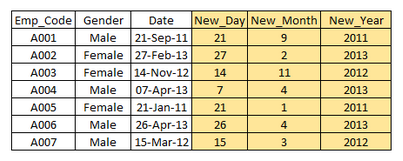 Emp_Code Gender Date New_Day New_Month New_Year
A001 Male 21-Sep-11 21 9 2011
A002 Female 27-Feb-13 27 2 2013
A003 Female 14-Nov-12 14 11 2012
A004 Male 07-Apr-13 7 4 2013
A005 Female 21-Jan-11 21 1 2011
A006 Male 26-Apr-13 26 4 2013
A007 Male 15-Mar-12 15 3 2012